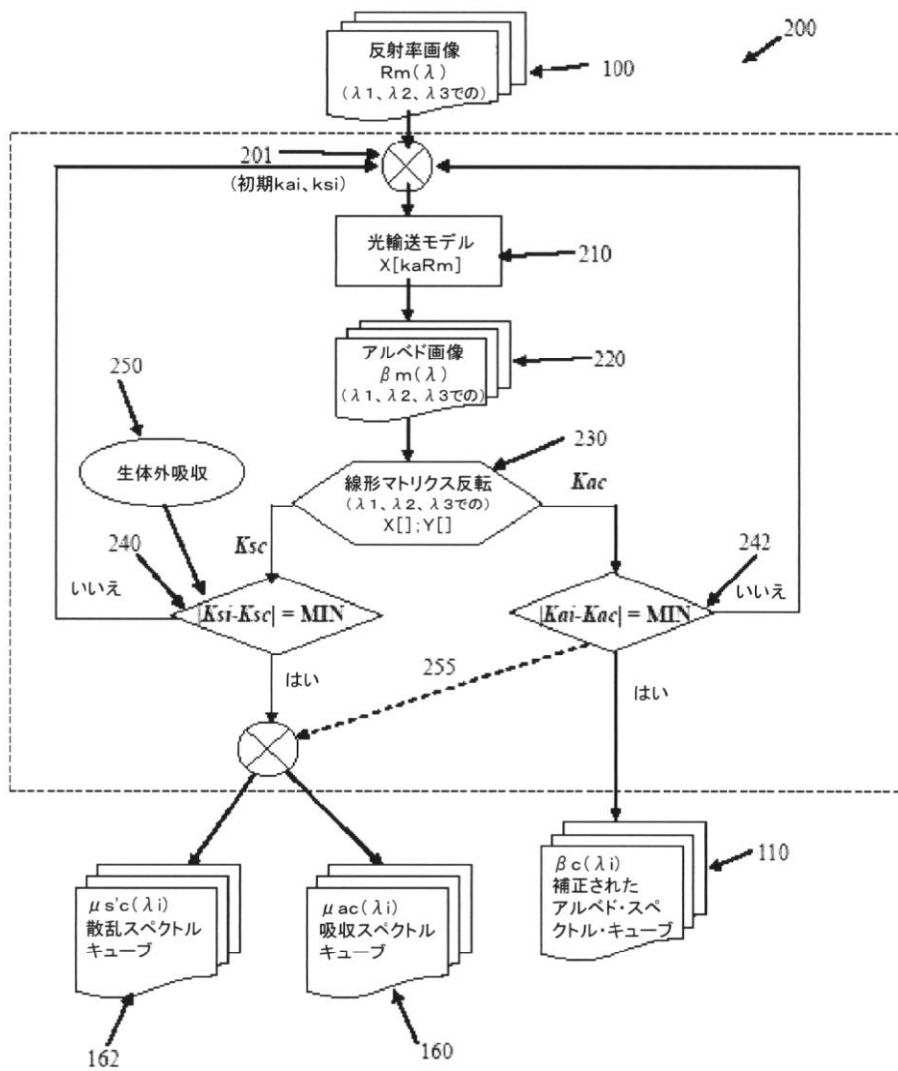 反射率画像
Rm(λ)
(λ1、λ2、λ3での)
100
200
201
(初期kai、ksi)
光輸送モデル
X[kaRm]
210
アルベド画像
βm(λ)
(λ1、λ2、λ3での)
220
250
生体外吸収
230
線形マトリクス反転
(λ1、λ2、λ3での)
X[];Y[]
Kac
Ksc
240
いいえ
|Ksi-Ksc| = MIN
242
いいえ
|Kai-Kac| = MIN
はい
255
はい
μs'c(λi)
散乱スペクトル
キューブ
162
μac(λi)
吸収スペクトル
キューブ
160
βc(λi)
補正された
アルベド・スペ
クトル・キューブ
110